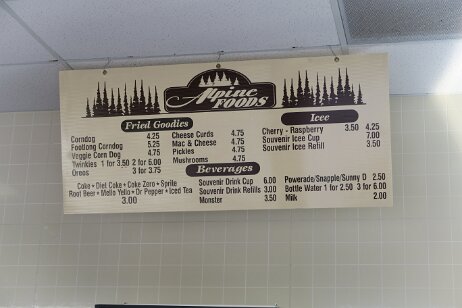 Alpine
FOODS
Fried Goodies
Corndog 4.25
Footlong Corndog 5.25
Veggie Corn Dog 4.75
Twinkies 1 for 3.50 2 for 6.00
Oreos 3 for 3.75
Cheese Curds 4.75
Mac & Cheese 4.75
Pickles 4.75
Mushrooms 4.75
Icee
Cherry - Raspberry 3.50 4.25
Souvenir Icee Cup 7.00
Souvenir Icee Refill 3.50
Beverages
Coke • Diet Coke • Coke Zero • Sprite
Root Beer • Mello Yello • Dr Pepper • Iced Tea
3.00
Souvenir Drink Cup 6.00
Souvenir Drink Refills 3.00
Monster 3.50
Powerade/Snapple/Sunny D 2.50
Bottle Water 1 for 2.50 3 for 6.00
Milk 2.00